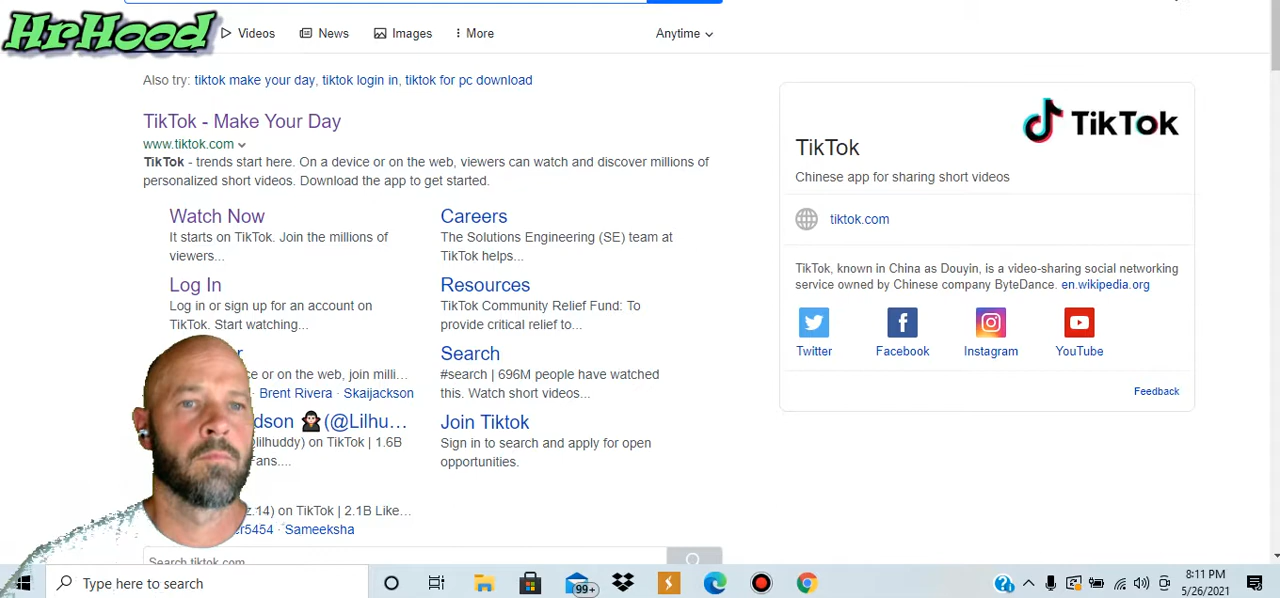 HrHood
Videos
News
Images
More
Anytime
Also try: tiktok make your day, tiktok login in, tiktok for pc download
TikTok - Make Your Day
www.tiktok.com
TikTok - trends start here. On a device or on the web, viewers can watch and discover millions of
personalized short videos. Download the app to get started.
Watch Now
It starts on TikTok. Join the millions of
viewers...
Log In
Log in or sign up for an account on
TikTok. Start watching...
ce or on the web, join milli...
Brent Rivera · Skaijackson
dson (@Lilhu...
lilhuddy) on TikTok | 1.6B
Fans....
z.14) on TikTok | 2.1B Like...
er5454 · Sameeksha
Careers
The Solutions Engineering (SE) team at
TikTok helps...
Resources
TikTok Community Relief Fund: To
provide critical relief to...
Search
#search | 696M people have watched
this. Watch short videos...
Join Tiktok
Sign in to search and apply for open
opportunities.
Search tiktok.com
TikTok
TikTok
Chinese app for sharing short videos
tiktok.com
TikTok, known in China as Douyin, is a video-sharing social networking
service owned by Chinese company ByteDance. en.wikipedia.org
Twitter
Facebook
Instagram
YouTube
Feedback
Type here to search
99+
8:11 PM
5/26/2021